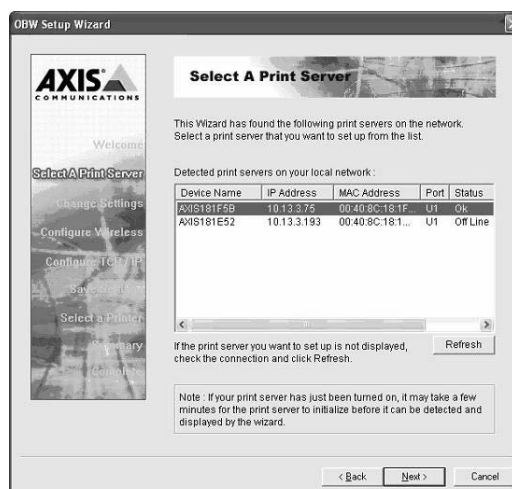 OBW Setup Wizard
AXIS
COMMUNICATIONS
Welcome
Select A Print Server
Change Settings
Configure Wireless
Configure TCP/IP
Select a Printer
Summary
Complete
Select A Print Server
This Wizard has found the following print servers on the network.
Select a print server that you want to set up from the list.
Detected print servers on your local network :
Device Name IP Address MAC Address Port Status
AXIS181F5B 10.13.3.75 00:40:8C:18:1F... U1 Ok
AXIS181E52 10.13.3.193 00:40:8C:18:1... U1 Off Line
If the print server you want to set up is not displayed,
check the connection and click Refresh.
Refresh
Note : If your print server has just been turned on, it may take a few
minutes for the print server to initialize before it can be detected and
displayed by the wizard.
< Back Next > Cancel